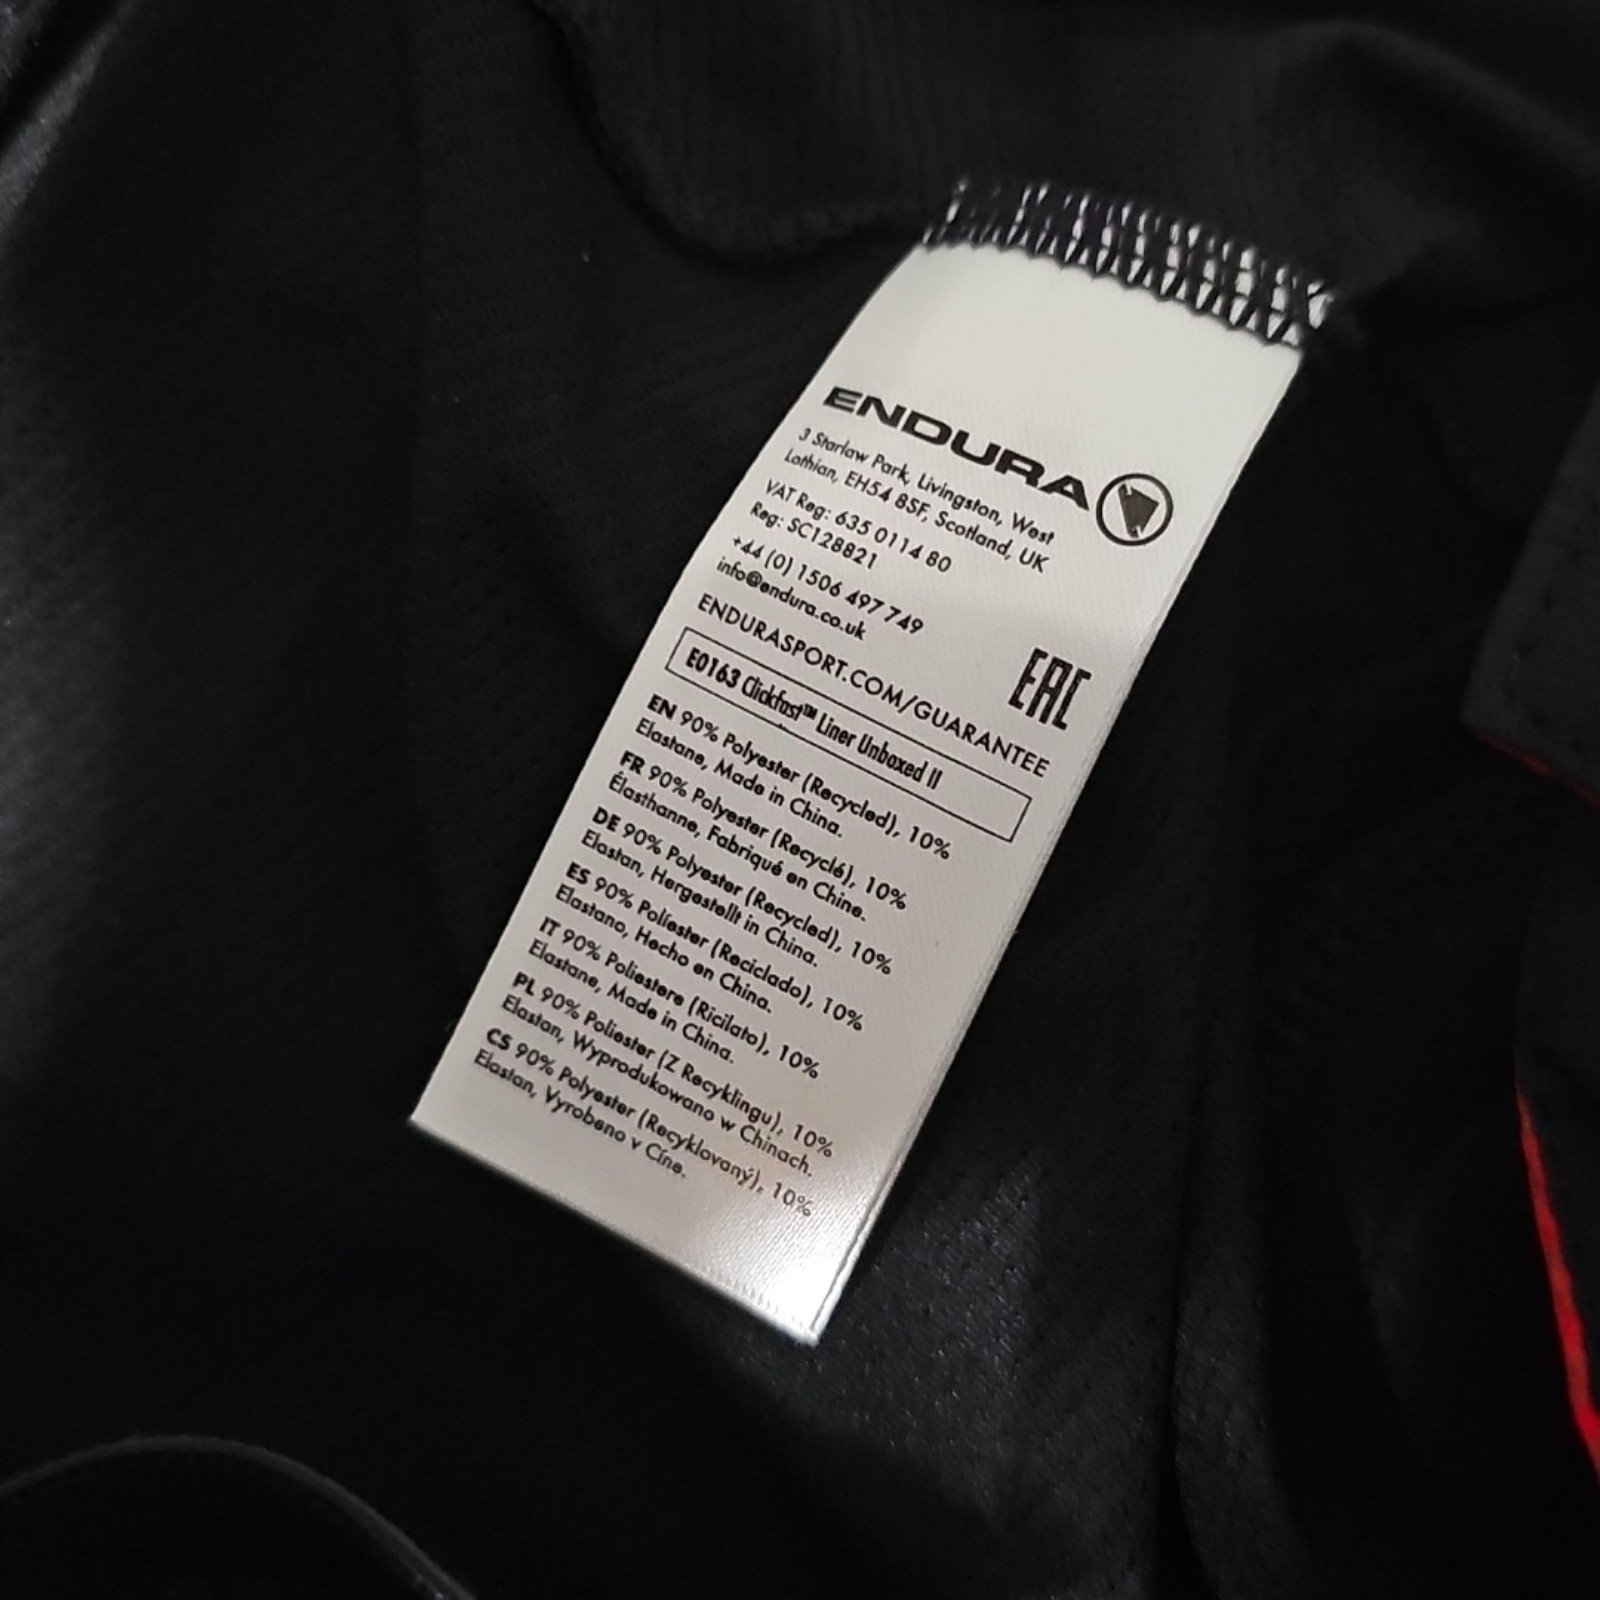 ENDURA
3 Starlaw Park, Livingston, West
Lothian, EH54 8SF, Scotland, UK
VAT Reg: 635 0114 80
Reg: SC128821
+44 (0) 1506 497 749
info@endura.co.uk
ENDURASPORT.COM/GUARANTEE
EAC
E0163 Clickfast™ Liner Unboxed II
EN 90% Polyester (Recycled), 10%
Elastane, Made in China.
FR 90% Polyester (Recyclé), 10%
Élasthanne, Fabriqué en Chine.
DE 90% Polyester (Recycled), 10%
Elastan, Hergestellt in China.
ES 90% Políester (Reciclado), 10%
Elastano, Hecho en China.
IT 90% Poliestere (Ricilato), 10%
Elastane, Made in China.
PL 90% Poliester (Z Recyklingu), 10%
Elastan, Wyprodukowano w Chinach.
CS 90% Polyester (Recyklovaný), 10%
Elastan, Vyrobeno v Cíne.